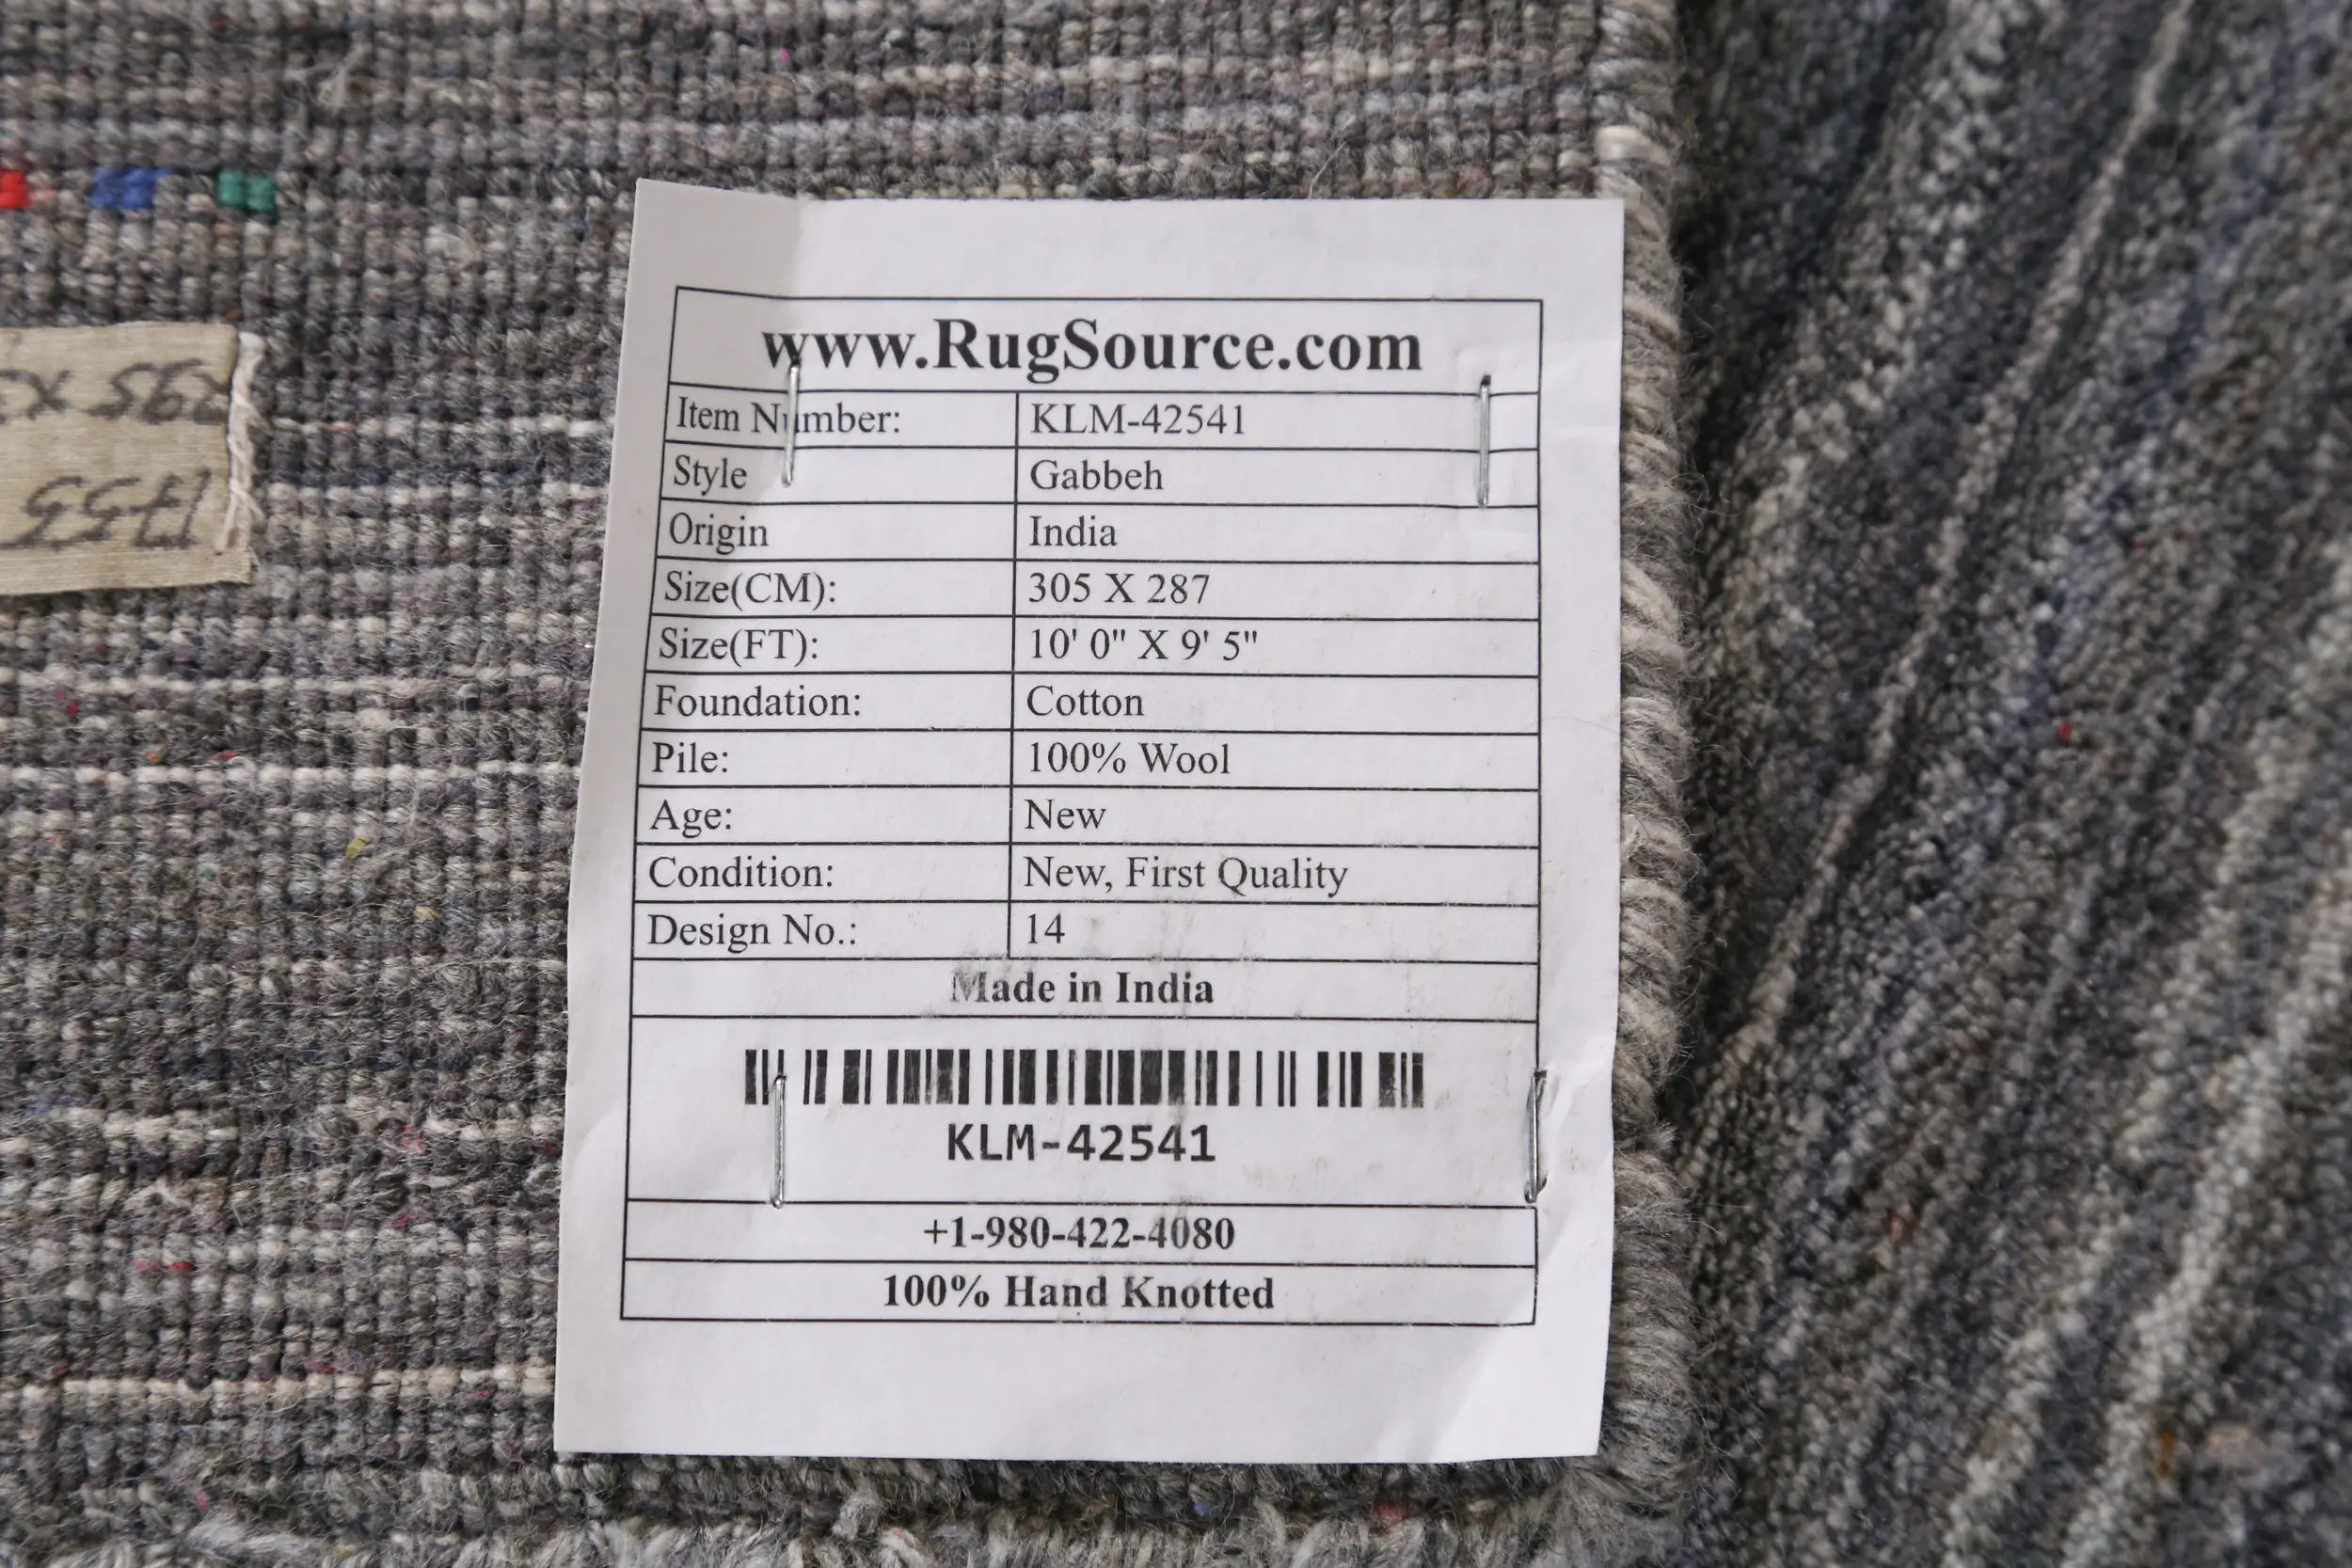 www.RugSource.com
Item Number: KLM-42541
Style Gabbeh
Origin India
Size(CM): 305 X 287
Size(FT): 10' 0" X 9' 5"
Foundation: Cotton
Pile: 100% Wool
Age: New
Condition: New, First Quality
Design No.: 14
Made in India
KLM-42541
+1-980-422-4080
100% Hand Knotted